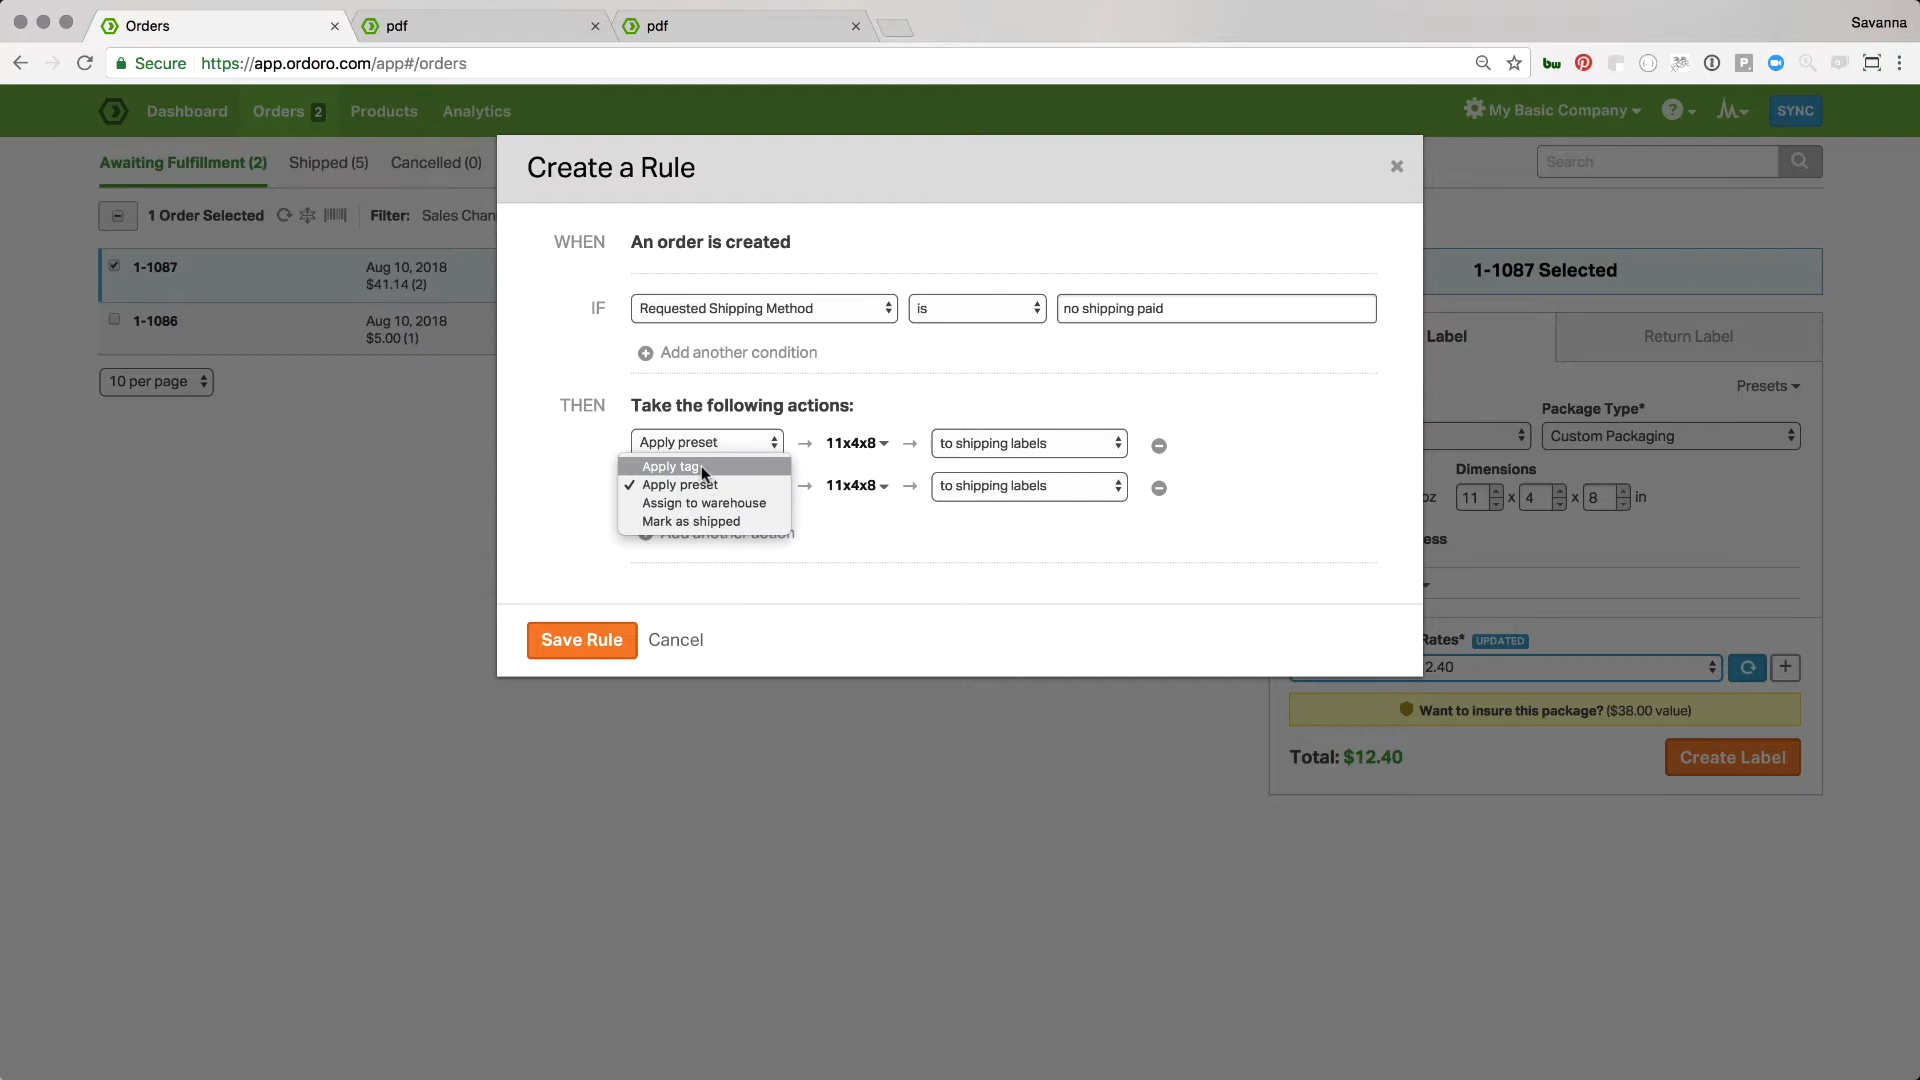 Orders
pdf
pdf
Savanna
Secure https://app.ordoro.com/app#/orders
bw
P.
Dashboard Orders 2 Products Analytics
My Basic Company
?
SYNC
Awaiting Fulfillment (2) Shipped (5) Cancelled (0)
Search
1 Order Selected Filter: Sales Chan
1-1087 Aug 10, 2018
$41.14 (2)
1-1086 Aug 10, 2018
$5.00 (1)
10 per page
Create a Rule
WHEN An order is created
IF Requested Shipping Method is no shipping paid
Add another condition
THEN Take the following actions:
Apply preset → 11x4x8 → to shipping labels
Apply tag
✓ Apply preset → 11x4x8 → to shipping labels
Assign to warehouse
Mark as shipped
Add another action
Save Rule Cancel
1-1087 Selected
Label Return Label
Presets
Package Type*
Custom Packaging
Dimensions
oz 11 x 4 x 8 in
ess
Rates* UPDATED
2.40
Want to insure this package? ($38.00 value)
Total: $12.40 Create Label